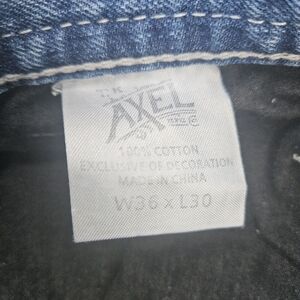 AXEL
100% COTTON
EXCLUSIVE OF DECORATION
MADE IN CHINA
W36 x L30